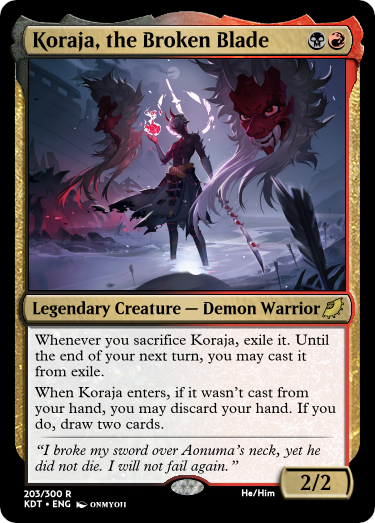 Koraja, the Broken Blade
Legendary Creature — Demon Warrior
Whenever you sacrifice Koraja, exile it. Until
the end of your next turn, you may cast it
from exile.
When Koraja enters, if it wasn't cast from
your hand, you may discard your hand. If you
do, draw two cards.
“I broke my sword over Aonuma's neck, yet he
did not die. I will not fail again.”
2/2
203/300 R
He/Him
KDT • ENG ONMYOJI